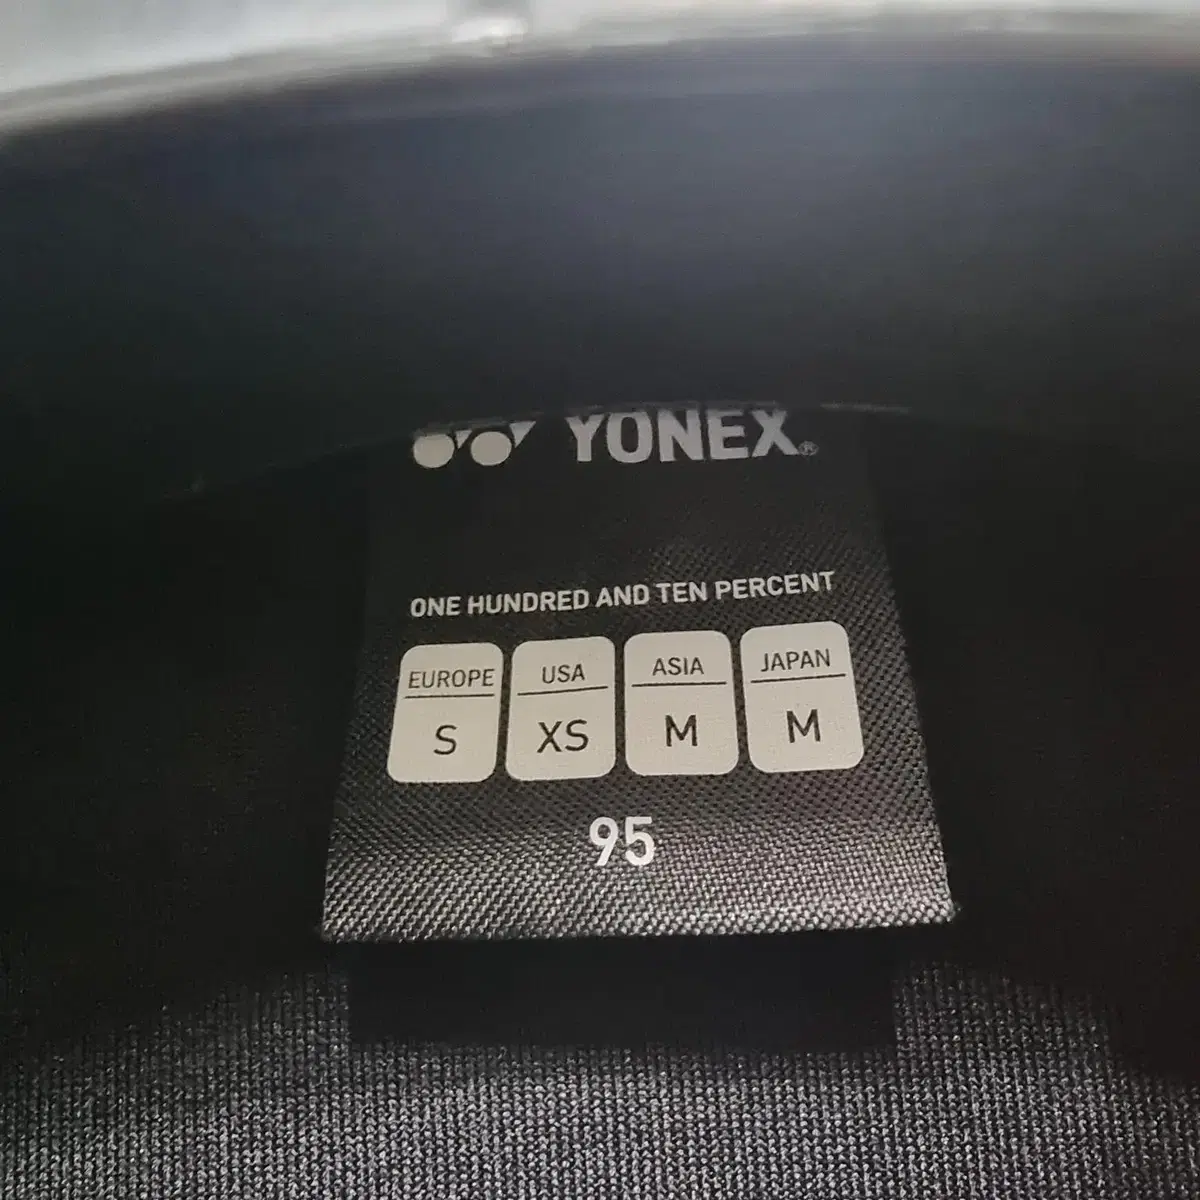 YONEX®
ONE HUNDRED AND TEN PERCENT
EUROPE USA ASIA JAPAN
S XS M M
95